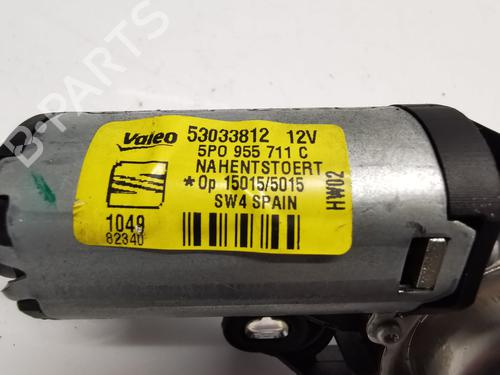 Valeo 53033812 12V
5P0 955 711 C
NAHENTSTOERT
*Op 15015/5015
SW4 SPAIN
HW02
1049
82340
B-PARTS